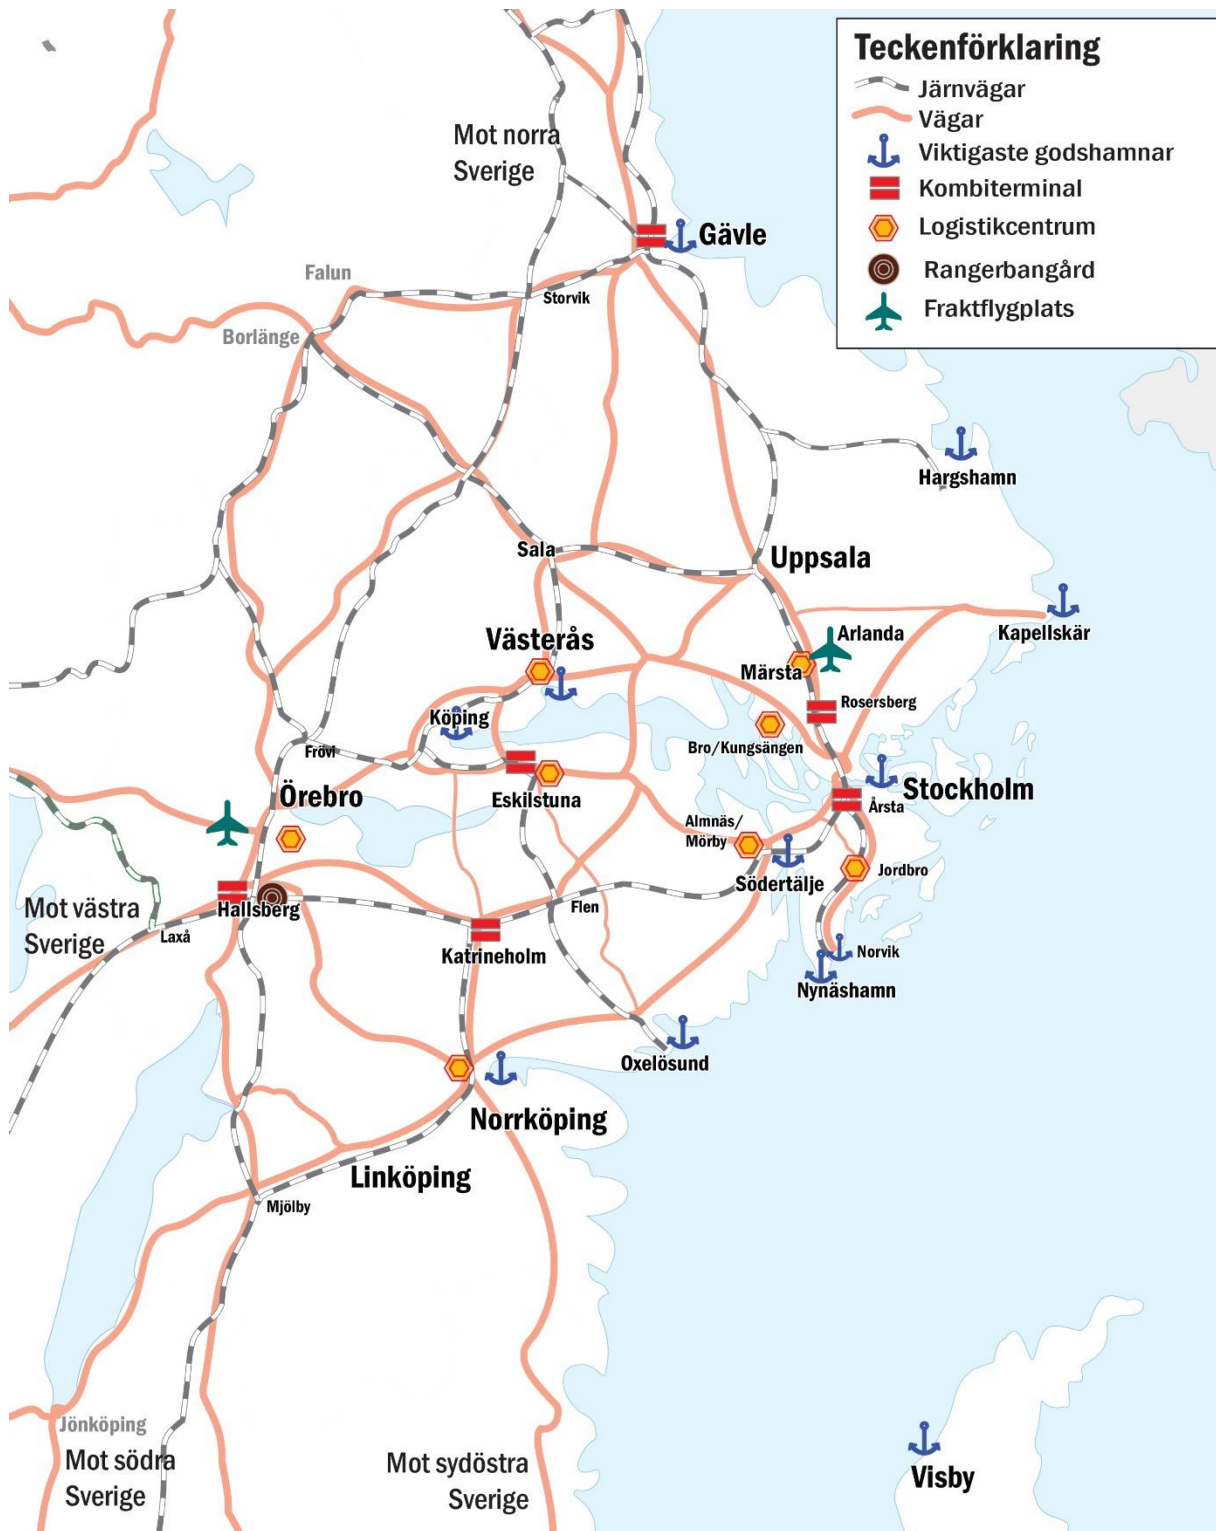 Teckenförklaring
Järnvägar
Vägar
Viktigaste godshamnar
Kombiterminal
Logistikcentrum
Rangerbangård
Fraktflygplats
Mot norra
Sverige
Gävle
Falun
Storvik
Borlänge
Hargshamn
Sala
Uppsala
Kapellskär
Västerås
Arlanda
Märsta
Rosersberg
Köping
Bro/Kungsängen
Frövi
Eskilstuna
Örebro
Stockholm
Årsta
Almnäs/
Mörby
Jordbro
Södertälje
Hallsberg
Flen
Mot västra
Sverige
Laxå
Katrineholm
Norvik
Nynäshamn
Oxelösund
Norrköping
Linköping
Mjölby
Jönköping
Mot södra
Sverige
Mot sydöstra
Sverige
Visby